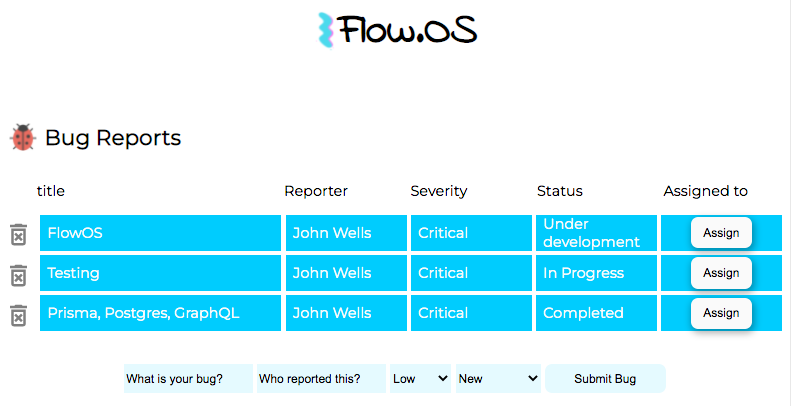 Flow.OS
Bug Reports
title Reporter Severity Status Assigned to
FlowOS John Wells Critical Under development Assign
Testing John Wells Critical In Progress Assign
Prisma, Postgres, GraphQL John Wells Critical Completed Assign
What is your bug? Who reported this? Low New Submit Bug